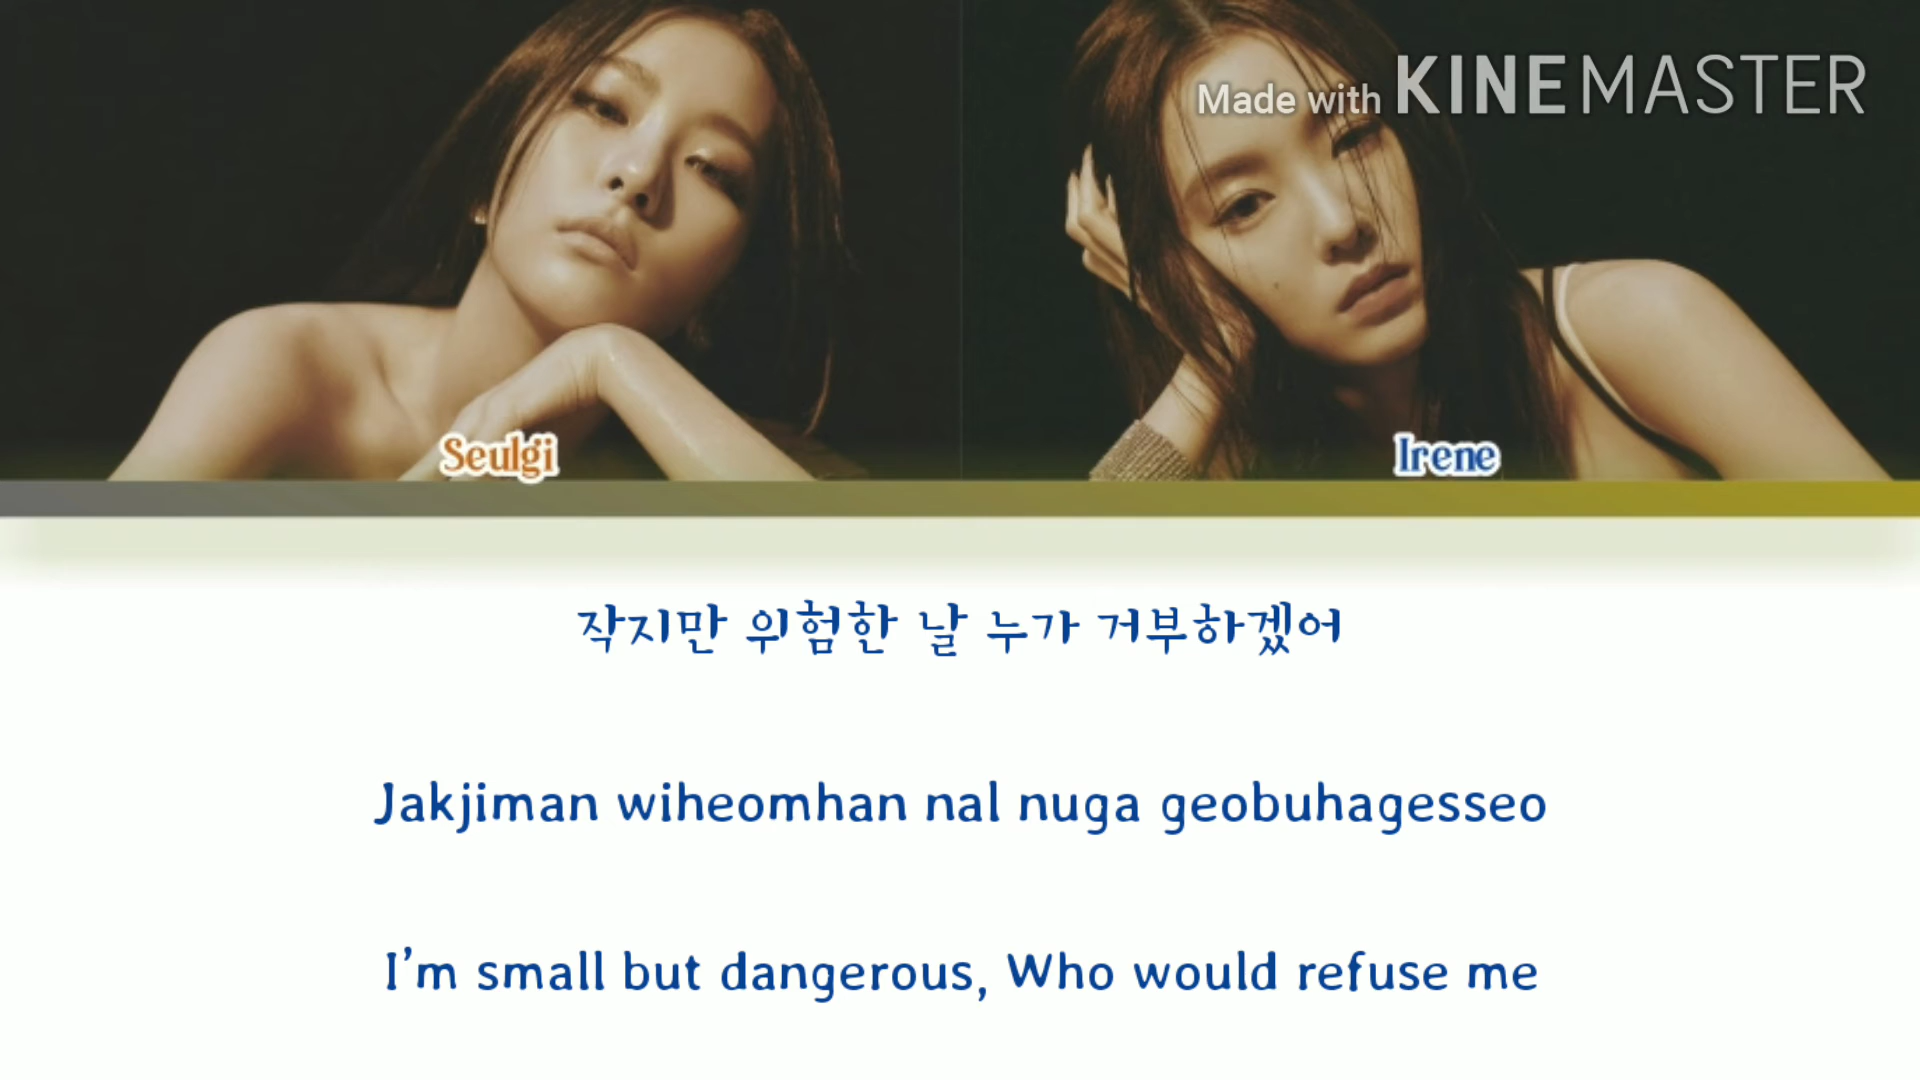 Made with KINEMASTER
Seulgi
Irene
작지만 위험한 날 누가 거부하겠어
Jakjiman wiheomhan nal nuga geobuhagesseo
I'm small but dangerous, Who would refuse me